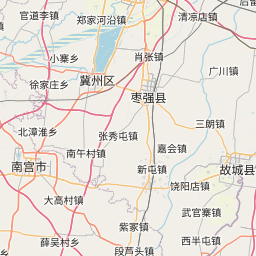 官道李镇
郑家河沿镇
清凉店镇
小寨乡
肖张镇
广川镇
徐家庄乡
冀州区
枣强县
北漳淮乡
张秀屯镇
三朗镇
南宫市
南午村镇
嘉会镇
故城县
新屯镇
饶阳店镇
大高村镇
武官寨镇
紫冢镇
薛吴村乡
段芦头镇
西半屯镇